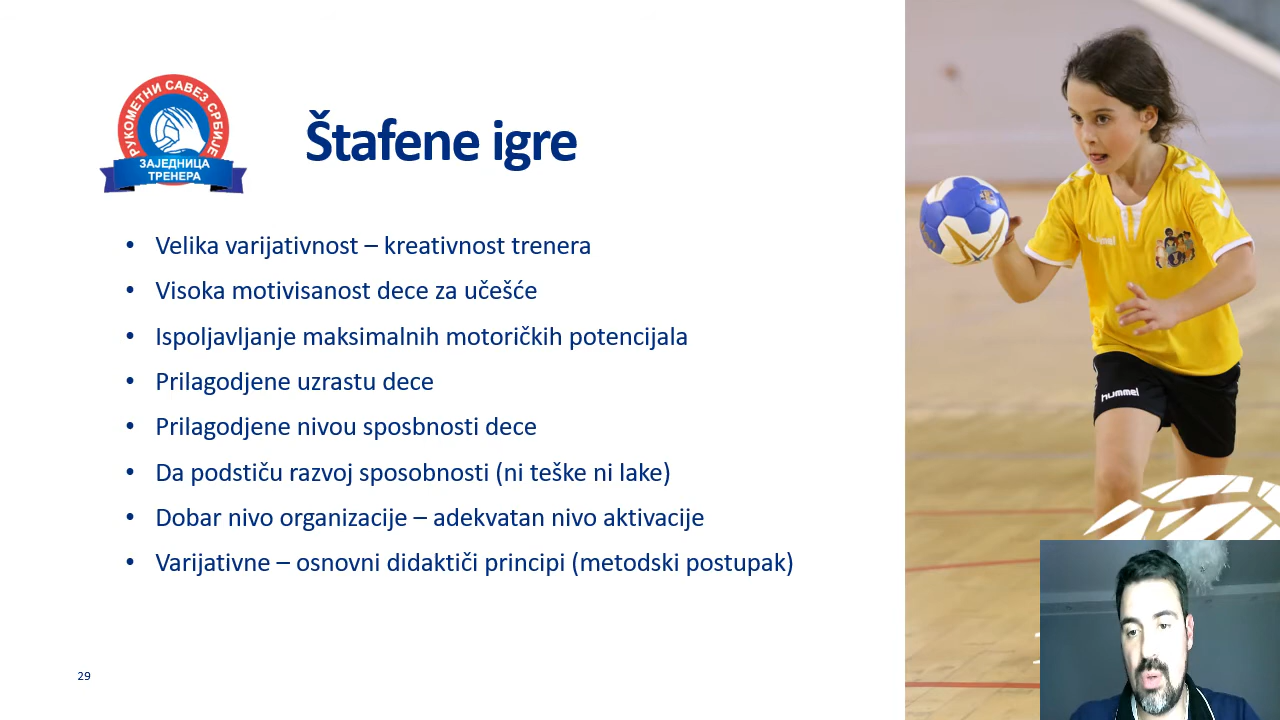 РУКОМЕТНИ САВЕЗ СРБИЈЕ
ЗАЈЕДНИЦА
ТРЕНЕРА
Štafene igre
• Velika varijativnost – kreativnost trenera
• Visoka motivisanost dece za učešće
• Ispoljavljanje maksimalnih motoričkih potencijala
• Prilagodjene uzrastu dece
• Prilagodjene nivou sposbnosti dece
• Da podstiču razvoj sposobnosti (ni teške ni lake)
• Dobar nivo organizacije – adekvatan nivo aktivacije
• Varijativne – osnovni didaktiči principi (metodski postupak)
29
hummel
hummel